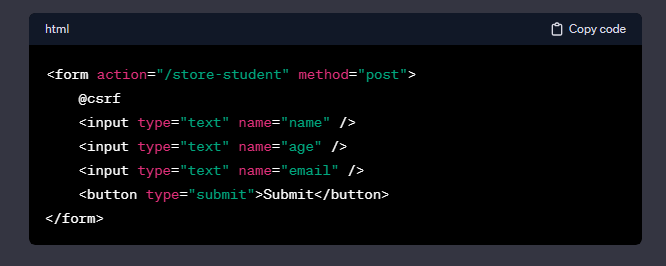 html
Copy code
<form action="/store-student" method="post">
@csrf
<input type="text" name="name" />
<input type="text" name="age" />
<input type="text" name="email" />
<button type="submit">Submit</button>
</form>